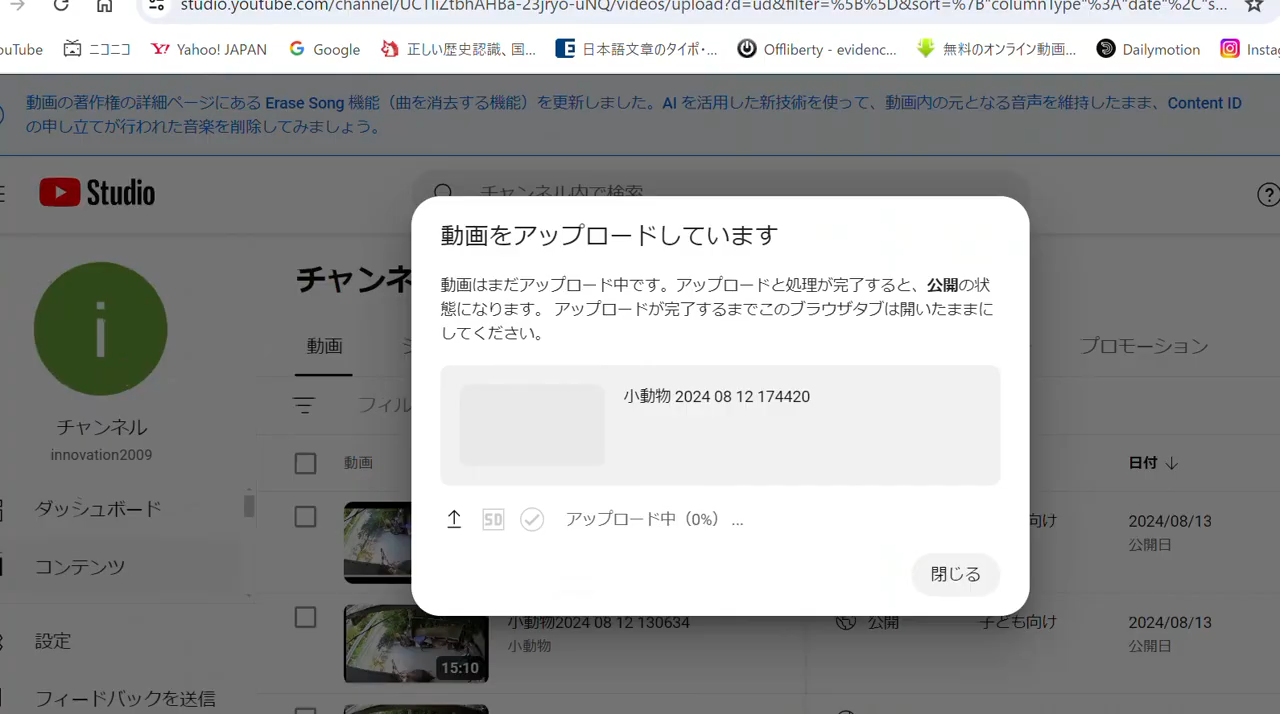 studio.youtube.com/channel/UCTliZtbhAHBa-23jryo-uNQ/videos/upload?d=ud&filter=%5B%5D&sort=%7B"columnType"%3A"date"%2C"s...
ouTube ニコニコ Yahoo! JAPAN Google 正しい歴史認識、国... 日本語文章のタイポ・... Offliberty - evidenc... 無料のオンライン動画... Dailymotion Insta
動画の著作権の詳細ページにある Erase Song 機能（曲を消去する機能）を更新しました。AI を活用した新技術を使って、動画内の元となる音声を維持したまま、Content ID
の申し立てが行われた音楽を削除してみましょう。
Studio
チャンネル内で検索
動画をアップロードしています
動画はまだアップロード中です。アップロードと処理が完了すると、公開の状
態になります。 アップロードが完了するまでこのブラウザタブは開いたままに
してください。
小動物 2024 08 12 174420
SD アップロード中（0%） ...
閉じる
i
チャンネル
innovation2009
ダッシュボード
コンテンツ
設定
フィードバックを送信
チャンネ
動画
プロモーション
フィル
動画
日付
向け 2024/08/13
公開日
小動物2024 08 12 130634 公開 子ども向け 2024/08/13
小動物 公開日
15:10